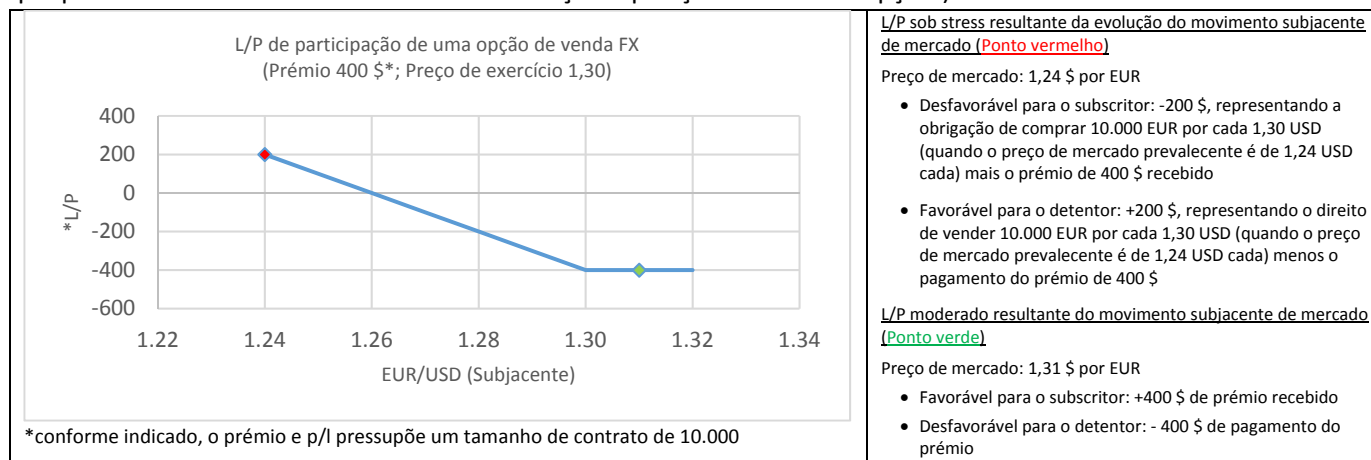 L/P de participação de uma opção de venda FX
(Prémio 400 $*; Preço de exercício 1,30)
400
200
0
-200
-400
-600
*L/P
1.22 1.24 1.26 1.28 1.30 1.32 1.34
EUR/USD (Subjacente)
*conforme indicado, o prémio e p/l pressupõe um tamanho de contrato de 10.000
L/P sob stress resultante da evolução do movimento subjacente
de mercado (Ponto vermelho)
Preço de mercado: 1,24 $ por EUR
• Desfavorável para o subscritor: -200 $, representando a
obrigação de comprar 10.000 EUR por cada 1,30 USD
(quando o preço de mercado prevalecente é de 1,24 USD
cada) mais o prémio de 400 $ recebido
• Favorável para o detentor: +200 $, representando o direito
de vender 10.000 EUR por cada 1,30 USD (quando o preço
de mercado prevalecente é de 1,24 USD cada) menos o
pagamento do prémio de 400 $
L/P moderado resultante do movimento subjacente de mercado
(Ponto verde)
Preço de mercado: 1,31 $ por EUR
• Favorável para o subscritor: +400 $ de prémio recebido
• Desfavorável para o detentor: - 400 $ de pagamento do
prémio